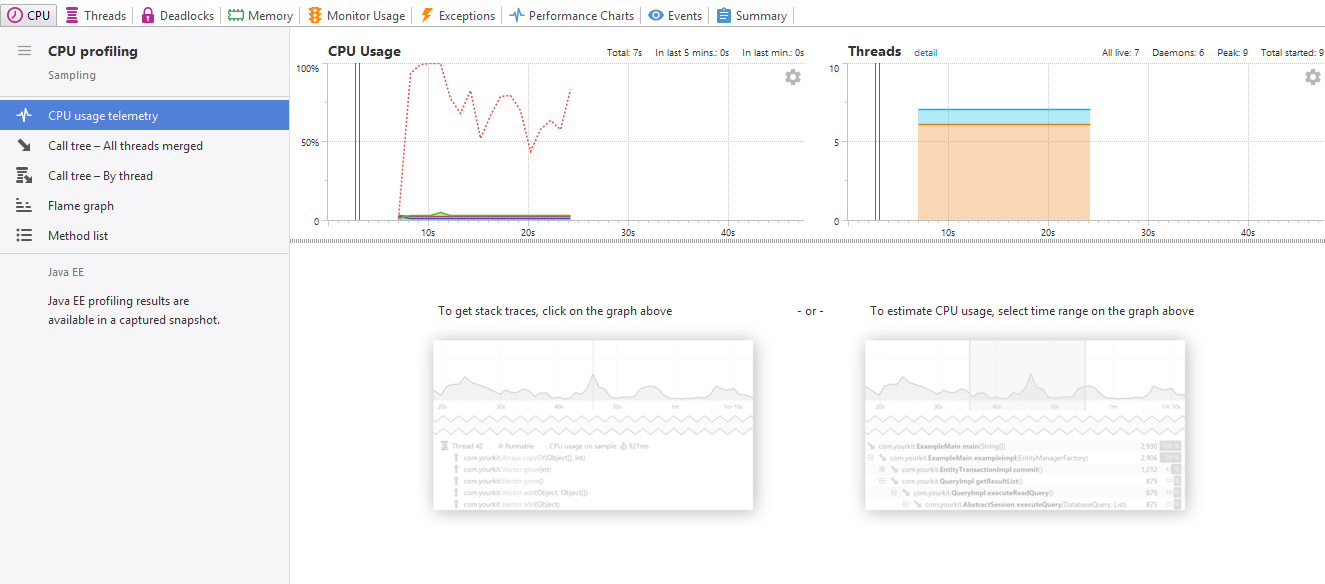 CPU Threads Deadlocks Memory Monitor Usage Exceptions Performance Charts Events Summary
CPU profiling
Sampling
CPU usage telemetry
Call tree – All threads merged
Call tree – By thread
Flame graph
Method list
Java EE
Java EE profiling results are
available in a captured snapshot.
CPU Usage Total: 7s In last 5 mins.: 0s In last min.: 0s
100%
50%
0
10s 20s 30s 40s
Threads detail All live: 7 Daemons: 6 Peak: 9 Total started: 9
10
5
0
10s 20s 30s 40s
To get stack traces, click on the graph above
- or -
To estimate CPU usage, select time range on the graph above
20s 30s 40s 50s 1m 1m 10s
Thread 42 Runnable CPU usage on sample: 921ms
com.yourkit.Arrays.copyOf(Object[], int)
com.yourkit.Vector.grow(int)
com.yourkit.Vector.grow()
com.yourkit.Vector.add(Object, Object[])
com.yourkit.Vector.add(Object)
20s 30s 40s 50s 1m 1m 10s
com.yourkit.ExampleMain.main(String[]) 2,930 100 %
com.yourkit.ExampleMain.exampleImpl(EntityManagerFactory) 2,906 99 %
com.yourkit.EntityTransactionImpl.commit() 1,212
com.yourkit.QueryImpl.getResultList() 875
com.yourkit.QueryImpl.executeReadQuery() 875
com.yourkit.AbstractSession.executeQuery(DatabaseQuery, List) 875